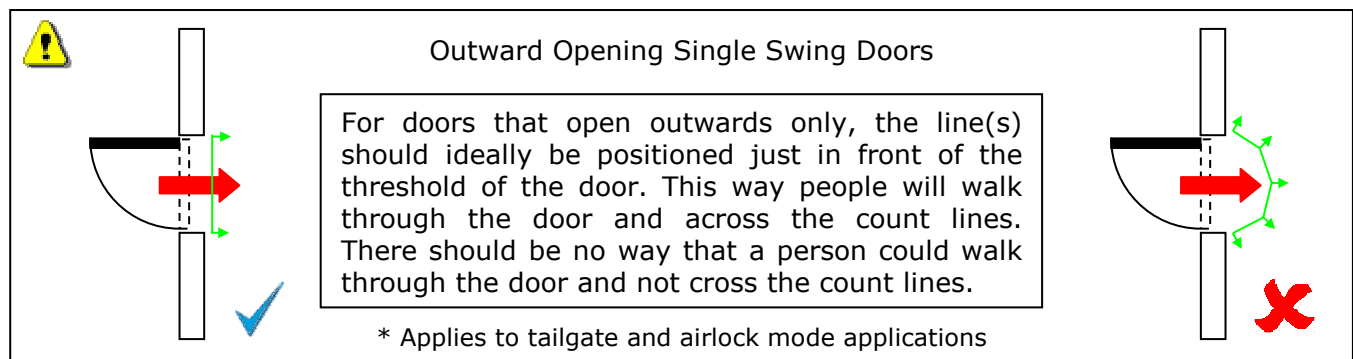 Outward Opening Single Swing Doors
For doors that open outwards only, the line(s)
should ideally be positioned just in front of the
threshold of the door. This way people will walk
through the door and across the count lines.
There should be no way that a person could walk
through the door and not cross the count lines.
* Applies to tailgate and airlock mode applications